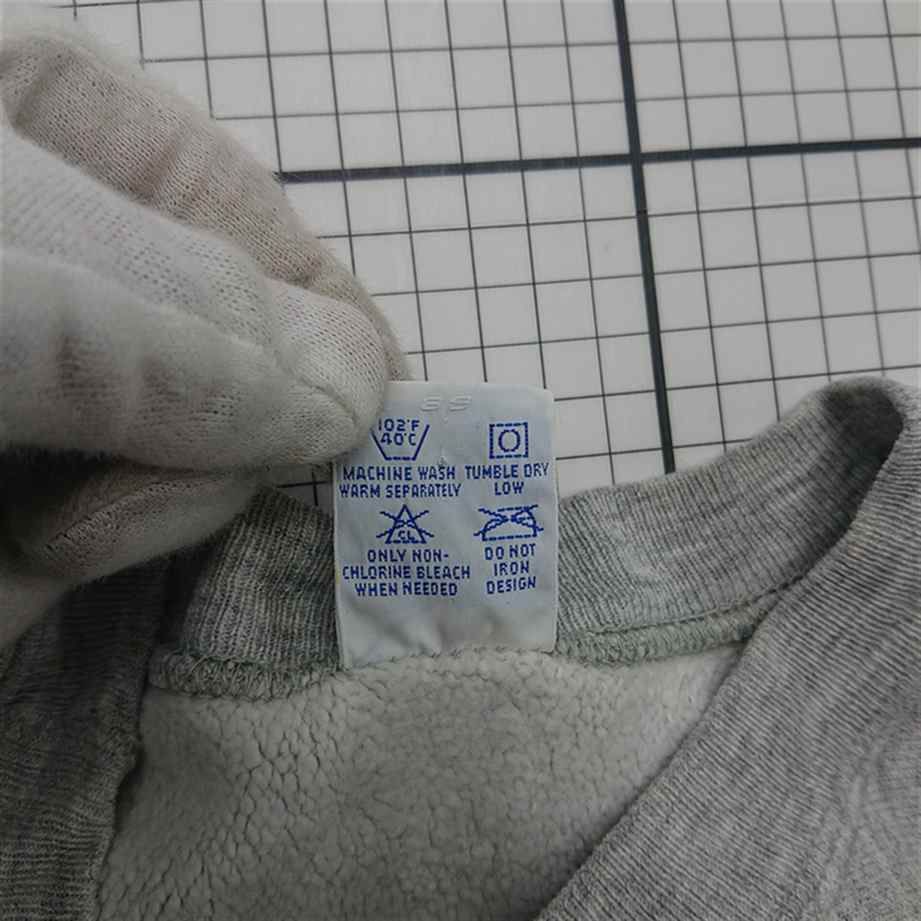 102°F
40°C
MACHINE WASH
WARM SEPARATELY
TUMBLE DRY
LOW
CL
ONLY NON-
CHLORINE BLEACH
WHEN NEEDED
DO NOT
IRON
DESIGN